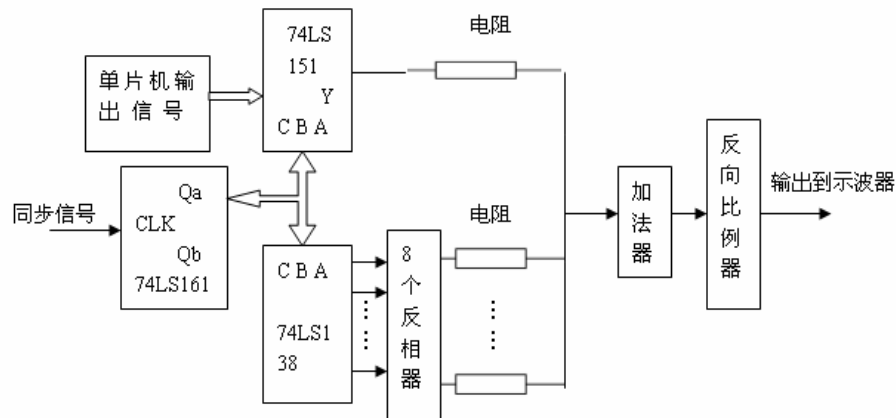 74LS
151
Y
C B A
电阻
单片机输
出信号
Qa
CLK
Qb
74LS161
同步信号
C B A
74LS1
38
8
个
反
相
器
电阻
加
法
器
反
向
比
例
器
输出到示波器